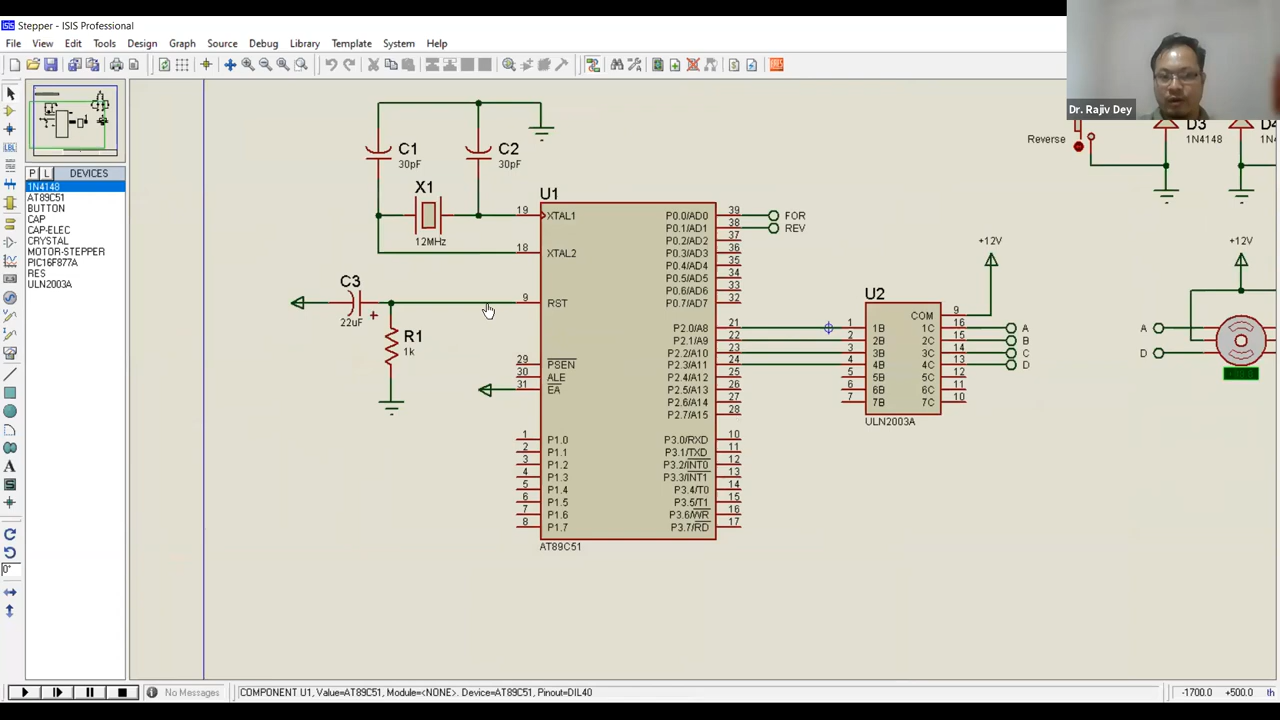 Stepper - ISIS Professional
File View Edit Tools Design Graph Source Debug Library Template System Help
Dr. Rajiv Dey
P L DEVICES
1N4148
AT89C51
BUTTON
CAP
CAP-ELEC
CRYSTAL
MOTOR-STEPPER
PIC16F877A
RES
ULN2003A
C1
30pF
C2
30pF
X1
12MHz
C3
22uF
+
R1
1k
U1
19 XTAL1
18 XTAL2
9 RST
29 PSEN
30 ALE
31 EA
1 P1.0
2 P1.1
3 P1.2
4 P1.3
5 P1.4
6 P1.5
7 P1.6
8 P1.7
P0.0/AD0 39 FOR
P0.1/AD1 38 REV
P0.2/AD2 37
P0.3/AD3 36
P0.4/AD4 35
P0.5/AD5 34
P0.6/AD6 33
P0.7/AD7 32
P2.0/A8 21
P2.1/A9 22
P2.2/A10 23
P2.3/A11 24
P2.4/A12 25
P2.5/A13 26
P2.6/A14 27
P2.7/A15 28
P3.0/RXD 10
P3.1/TXD 11
P3.2/INT0 12
P3.3/INT1 13
P3.4/T0 14
P3.5/T1 15
P3.6/WR 16
P3.7/RD 17
AT89C51
U2
+12V
COM 9
1 1B 1C 16 A
2 2B 2C 15 B
3 3B 3C 14 C
4 4B 4C 13 D
5 5B 5C 12
6 6B 6C 11
7 7B 7C 10
ULN2003A
Reverse
D3
1N4148
D4
1N
+12V
A
D
0°
No Messages
COMPONENT U1, Value=AT89C51, Module=<NONE>. Device=AT89C51, Pinout=DIL40
-1700.0 +500.0 th